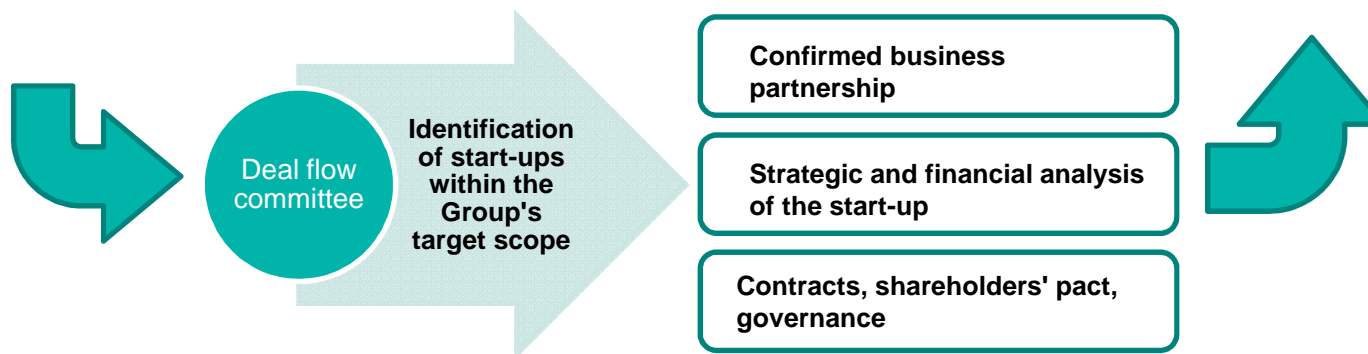 Deal flow
committee
Identification
of start-ups
within the
Group's
target scope
Confirmed business
partnership
Strategic and financial analysis
of the start-up
Contracts, shareholders' pact,
governance